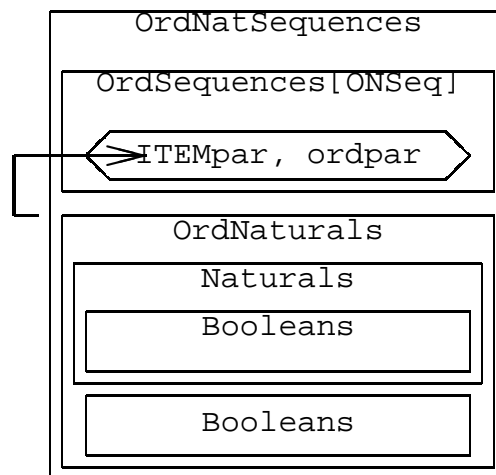 OrdNatSequences
OrdSequences[ONSeq]
ITEMpar, ordpar
OrdNaturals
Naturals
Booleans
Booleans